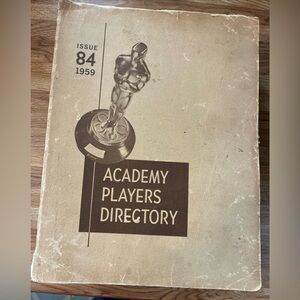 ISSUE
84
1959
ACADEMY
PLAYERS
DIRECTORY